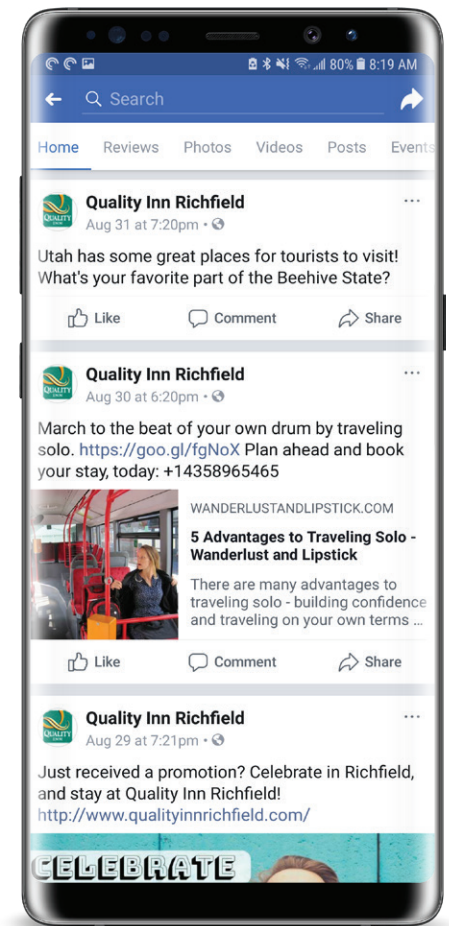 80% 8:19 AM
Search
Home Reviews Photos Videos Posts Events
Quality Inn Richfield
Aug 31 at 7:20pm •
Utah has some great places for tourists to visit!
What's your favorite part of the Beehive State?
Like Comment Share
Quality Inn Richfield
Aug 30 at 6:20pm •
March to the beat of your own drum by traveling
solo. https://goo.gl/fgNoX Plan ahead and book
your stay, today: +14358965465
WANDERLUSTANDLIPSTICK.COM
5 Advantages to Traveling Solo -
Wanderlust and Lipstick
There are many advantages to
traveling solo - building confidence
and traveling on your own terms ...
Like Comment Share
Quality Inn Richfield
Aug 29 at 7:21pm •
Just received a promotion? Celebrate in Richfield,
and stay at Quality Inn Richfield!
http://www.qualityinnrichfield.com/
CELEBRATE